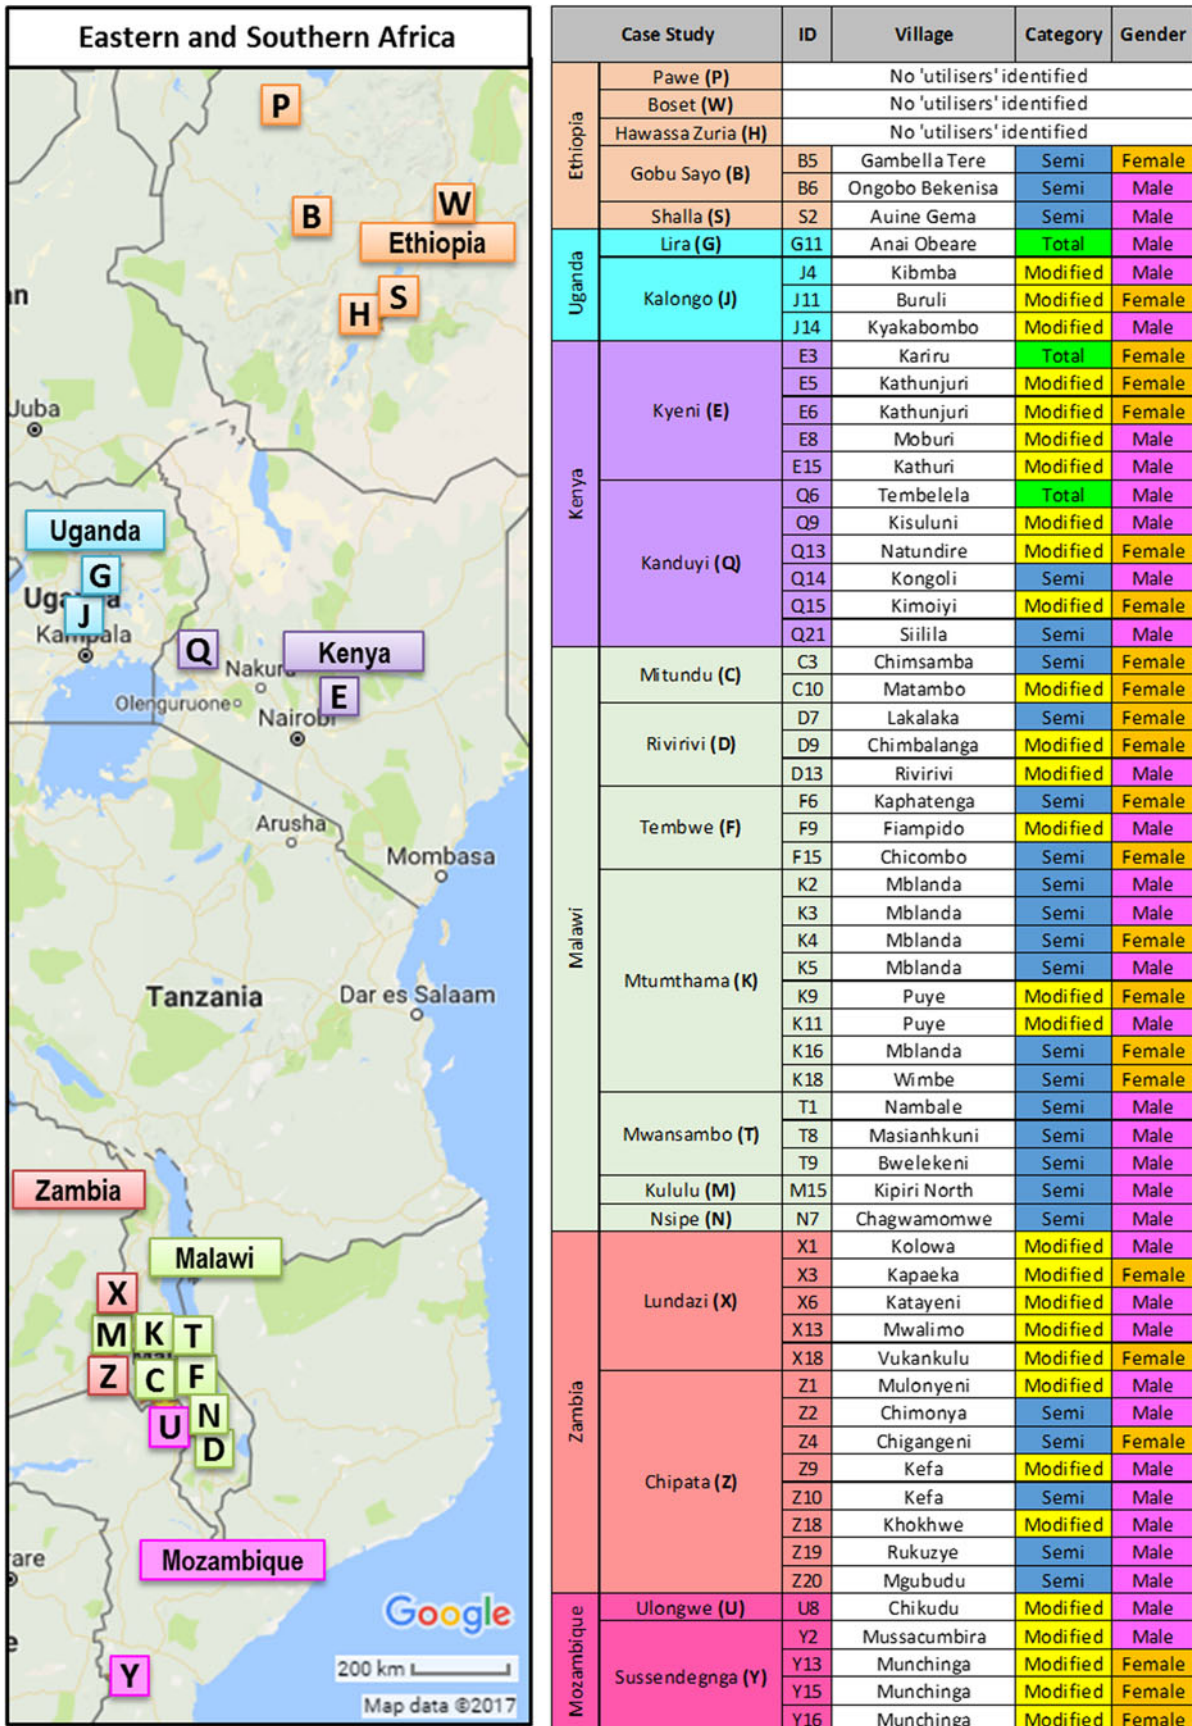 Eastern and Southern Africa
P
B
W
Ethiopia
S
H
an
Juba
Uganda
G
Uganda
J
Kampala
Q
Kenya
Nakuru
E
Olenguruone
Nairobi
Arusha
Mombasa
Tanzania
Dar es Salaam
Zambia
Malawi
X
M K T
Z C F
N
U
D
Mozambique
rare
e
Google
200 km
Y
Map data ©2017
Case Study ID Village Category Gender
Ethiopia
Pawe (P) No 'utilisers' identified
Boset (W) No 'utilisers' identified
Hawassa Zuria (H) No 'utilisers' identified
Gobu Sayo (B)
B5 Gambella Tere Semi Female
B6 Ongobo Bekenisa Semi Male
Shalla (S) S2 Auine Gema Semi Male
Uganda
Lira (G) G11 Anai Obeare Total Male
Kalongo (J)
J4 Kibmba Modified Male
J11 Buruli Modified Female
J14 Kyakabombo Modified Male
Kenya
Kyeni (E)
E3 Kariru Total Female
E5 Kathunjuri Modified Female
E6 Kathunjuri Modified Female
E8 Moburi Modified Male
E15 Kathuri Modified Male
Kanduyi (Q)
Q6 Tembelela Total Male
Q9 Kisuluni Modified Male
Q13 Natundire Modified Female
Q14 Kongoli Semi Male
Q15 Kimoiyi Modified Female
Q21 Siilila Semi Male
Malawi
Mitundu (C)
C3 Chimsamba Semi Female
C10 Matambo Modified Female
Rivirivi (D)
D7 Lakalaka Semi Female
D9 Chimbalanga Modified Female
D13 Rivirivi Modified Male
Tembwe (F)
F6 Kaphatenga Semi Female
F9 Fiampido Modified Male
F15 Chicombo Semi Female
Mtumthama (K)
K2 Mblanda Semi Male
K3 Mblanda Semi Male
K4 Mblanda Semi Female
K5 Mblanda Semi Male
K9 Puye Modified Female
K11 Puye Modified Male
K16 Mblanda Semi Female
K18 Wimbe Semi Female
Mwansambo (T)
T1 Nambale Semi Male
T8 Masianhkuni Semi Male
T9 Bwelekeni Semi Male
Kululu (M) M15 Kipiri North Semi Male
Nsipe (N) N7 Chagwamomwe Semi Male
Zambia
Lundazi (X)
X1 Kolowa Modified Male
X3 Kapaeka Modified Female
X6 Katayeni Modified Male
X13 Mwalimo Modified Male
X18 Vukankulu Modified Female
Chipata (Z)
Z1 Mulonyeni Modified Male
Z2 Chimonya Semi Male
Z4 Chigangeni Semi Female
Z9 Kefa Modified Male
Z10 Kefa Semi Male
Z18 Khokhwe Modified Male
Z19 Rukuzye Semi Male
Z20 Mgubudu Semi Male
Mozambique
Ulongwe (U) U8 Chikudu Modified Male
Sussendegnga (Y)
Y2 Mussacumbira Modified Male
Y13 Munchinga Modified Female
Y15 Munchinga Modified Female
Y16 Munchinga Modified Female